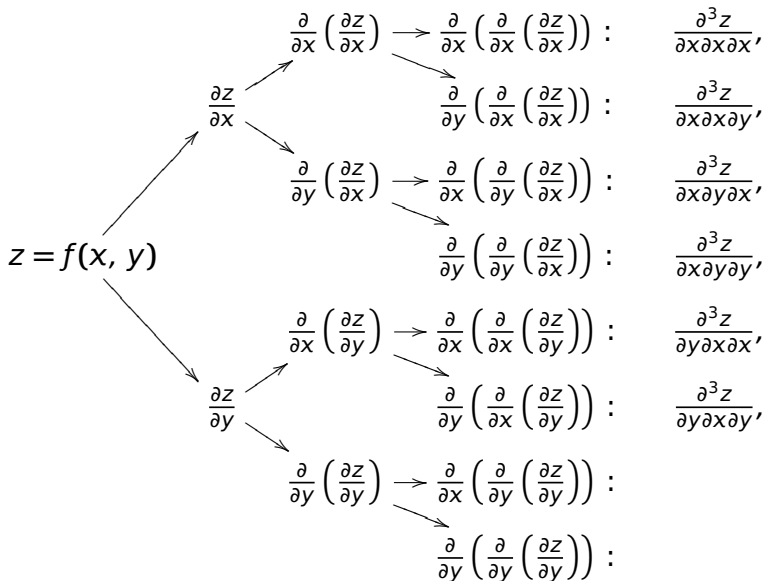 ∂/∂x (∂z/∂x) → ∂/∂x (∂/∂x (∂z/∂x)) : ∂³z/∂x∂x∂x,
∂z/∂x ∂/∂y (∂/∂x (∂z/∂x)) : ∂³z/∂x∂x∂y,
∂/∂y (∂z/∂x) → ∂/∂x (∂/∂y (∂z/∂x)) : ∂³z/∂x∂y∂x,
z = f(x, y) ∂/∂y (∂/∂y (∂z/∂x)) : ∂³z/∂x∂y∂y,
∂/∂x (∂z/∂y) → ∂/∂x (∂/∂x (∂z/∂y)) : ∂³z/∂y∂x∂x,
∂z/∂y ∂/∂y (∂/∂x (∂z/∂y)) : ∂³z/∂y∂x∂y,
∂/∂y (∂z/∂y) → ∂/∂x (∂/∂y (∂z/∂y)) :
∂/∂y (∂/∂y (∂z/∂y)) :